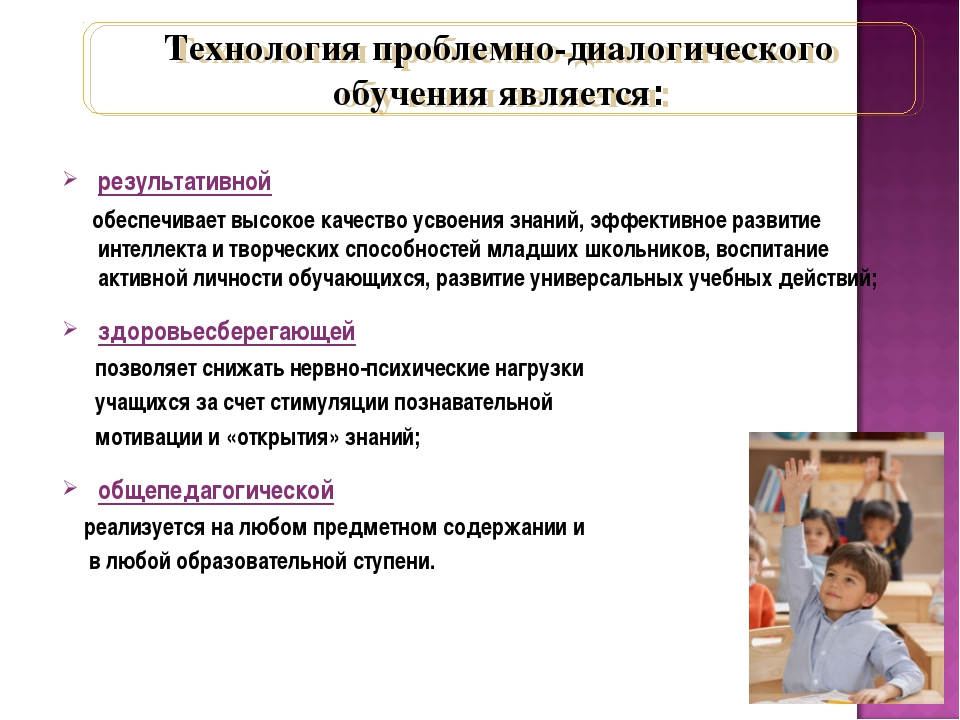 Технология проблемно-диалогического
обучения является:
результативной
обеспечивает высокое качество усвоения знаний, эффективное развитие
интеллекта и творческих способностей младших школьников, воспитание
активной личности обучающихся, развитие универсальных учебных действий;
здоровьесберегающей
позволяет снижать нервно-психические нагрузки
учащихся за счет стимуляции познавательной
мотивации и «открытия» знаний;
общепедагогической
реализуется на любом предметном содержании и
в любой образовательной ступени.